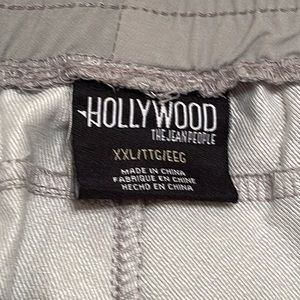 HOLLYWOOD
THE JEAN PEOPLE
XXL/TTG/EEG
MADE IN CHINA
FABRIQUE EN CHINE
HECHO EN CHINA